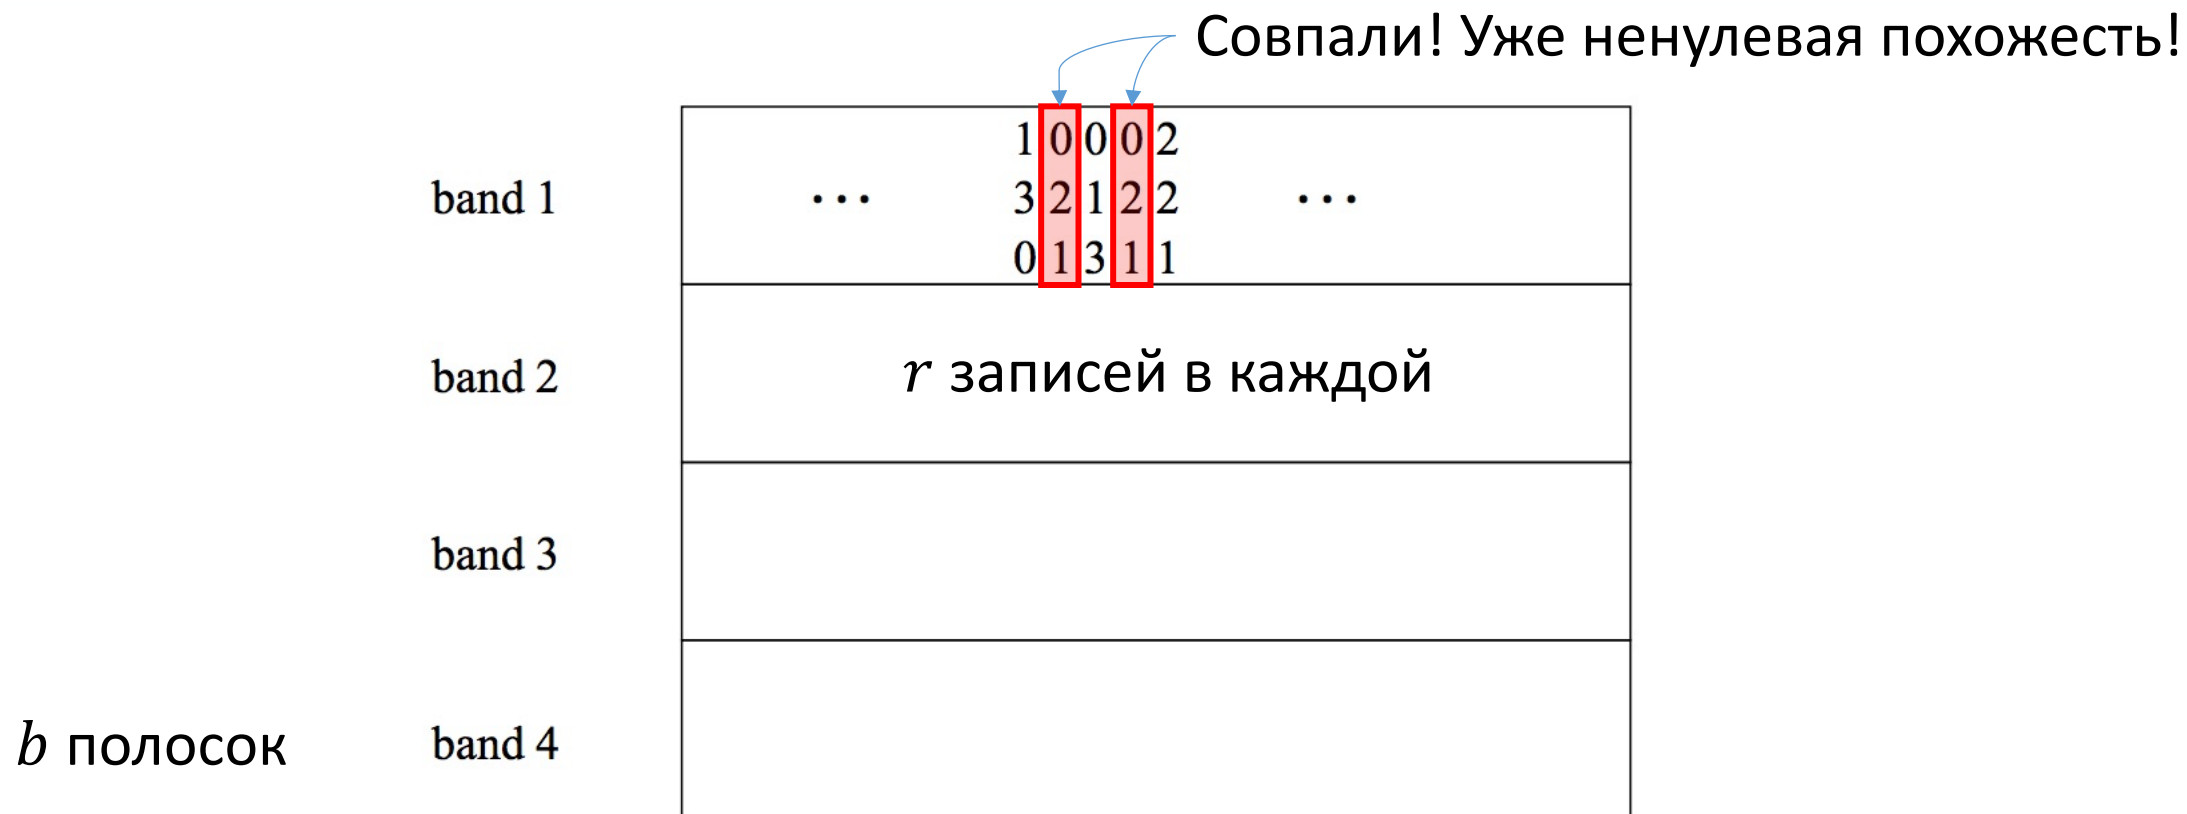 Совпали! Уже ненулевая похожесть!
1 0 0 0 2
band 1 ... 3 2 1 2 2 ...
0 1 3 1 1
band 2 r записей в каждой
band 3
b полосок band 4